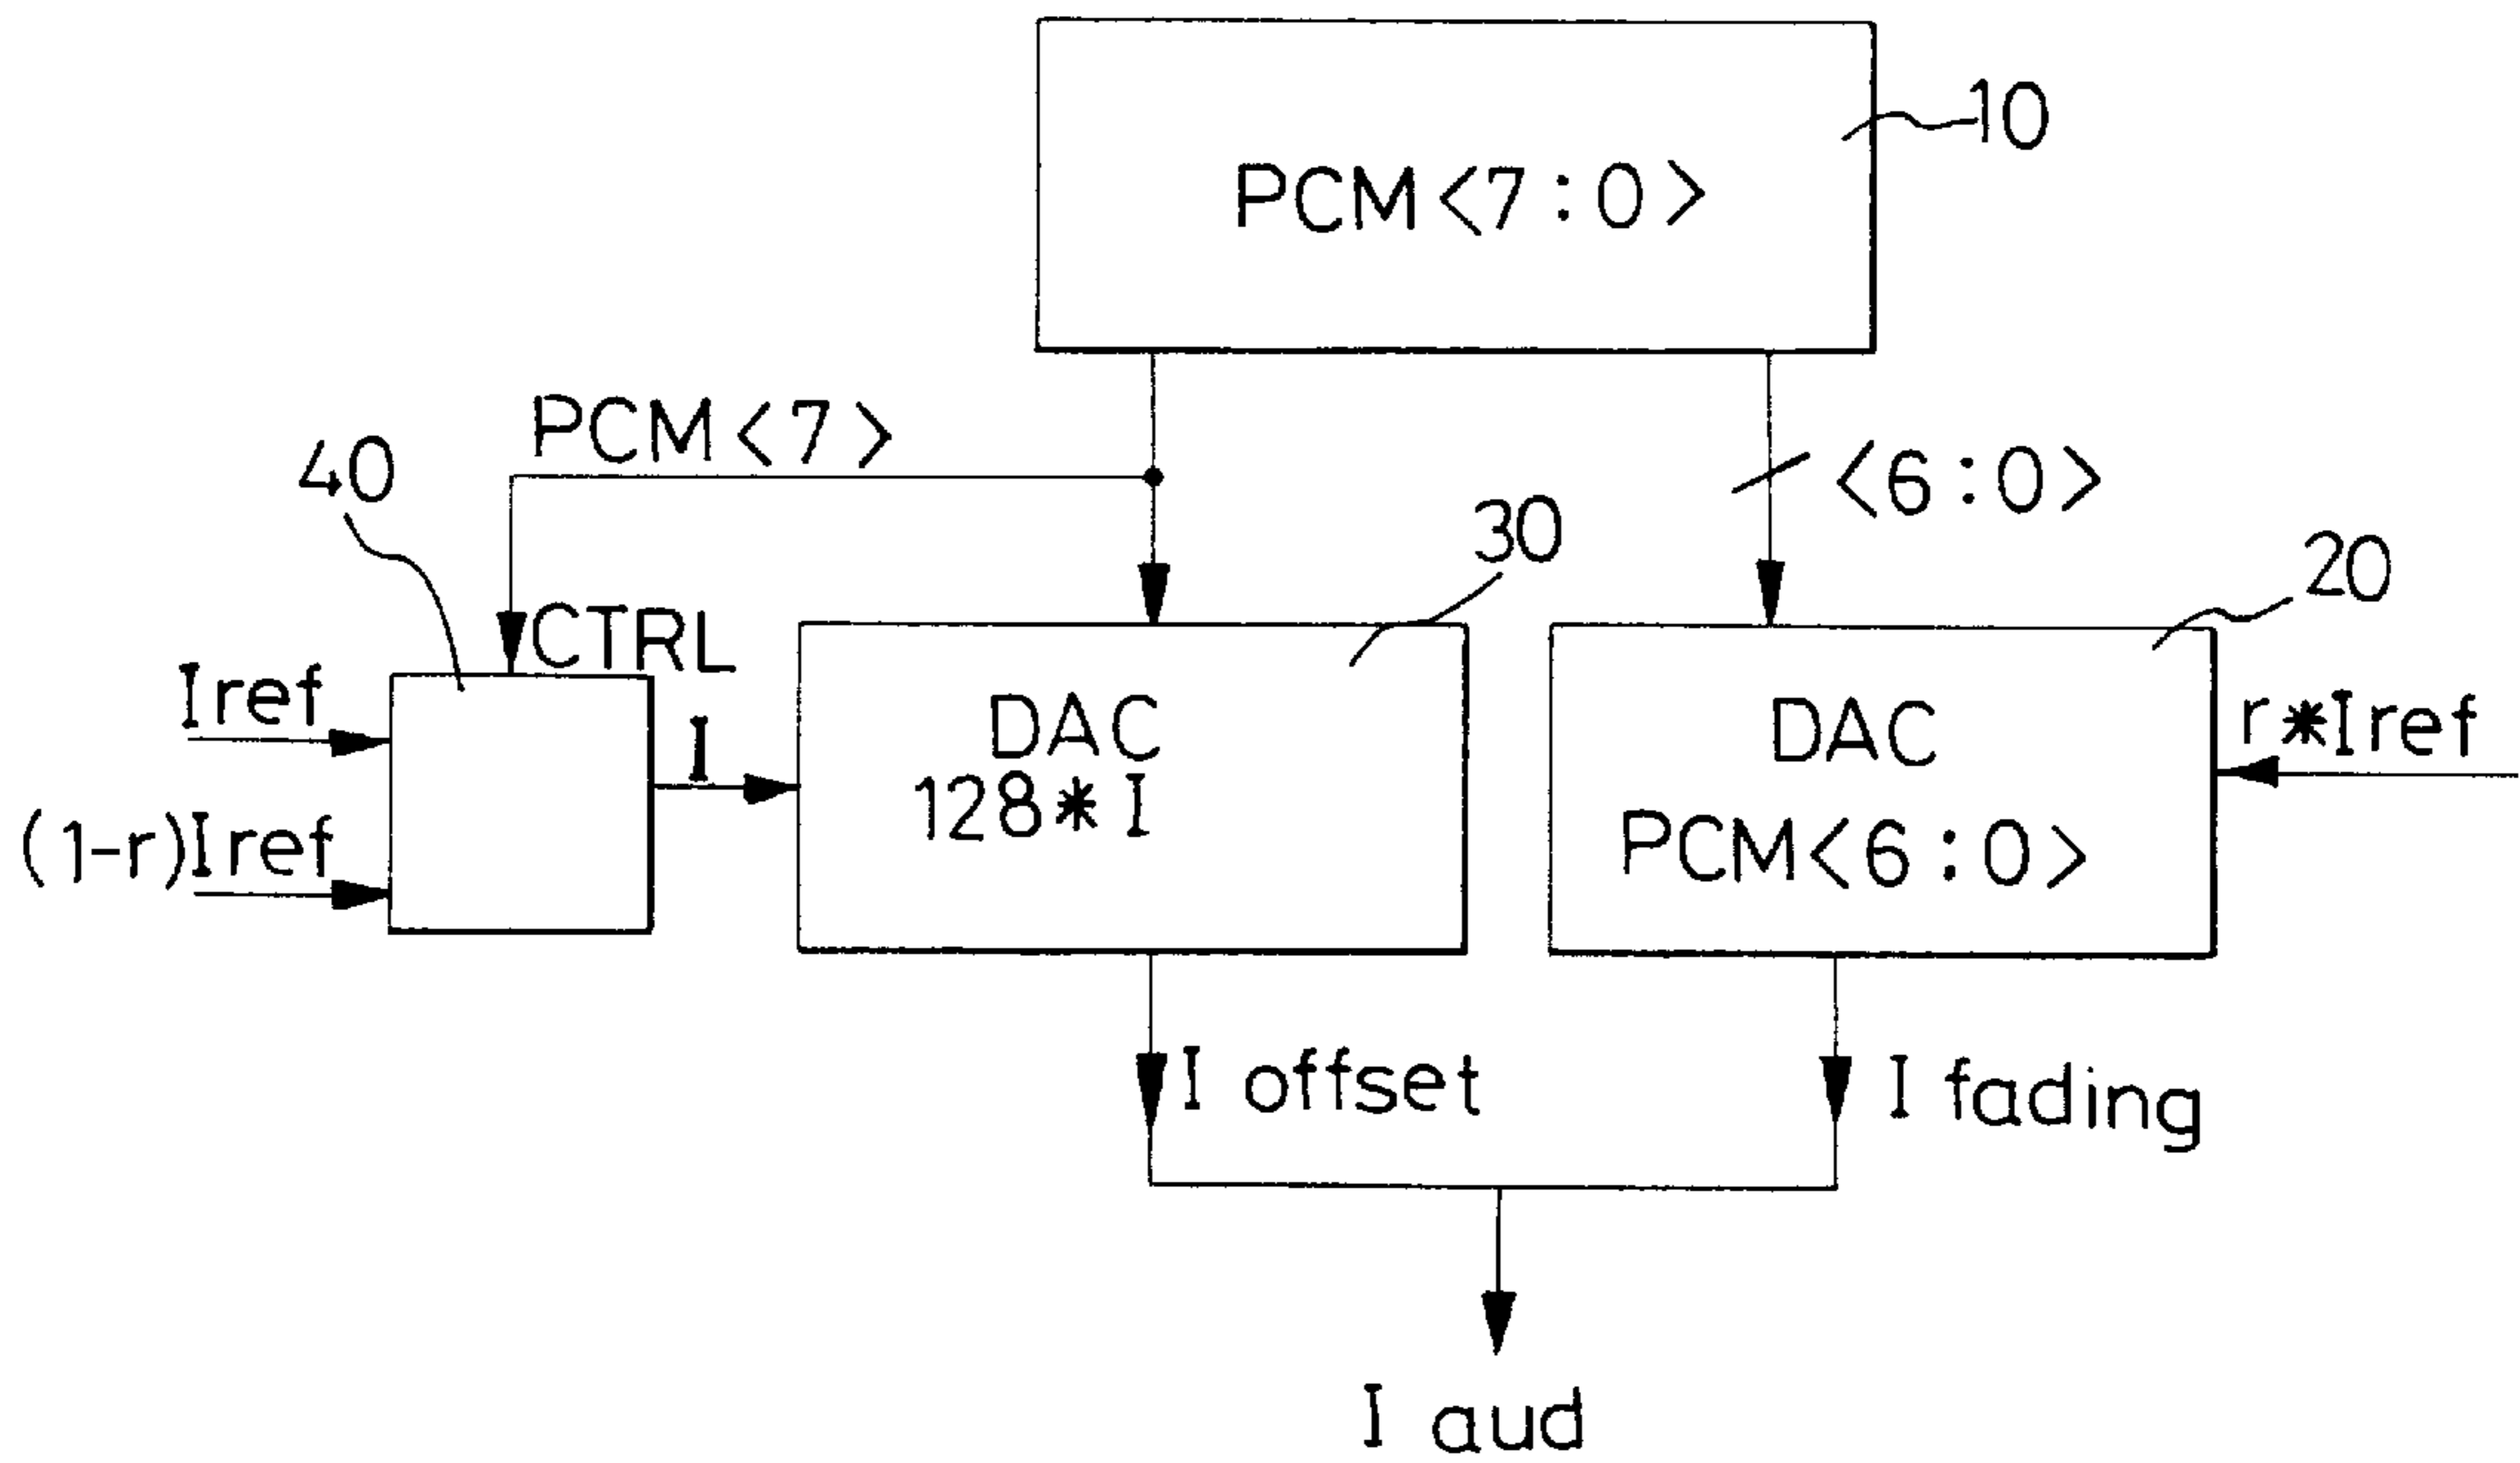 10
PCM<7:0>
PCM<7>
40
<6:0>
30
20
CTRL
Iref
I
DAC
128*I
DAC
PCM<6:0>
r*Iref
(1-r)Iref
I offset
I fading
I aud